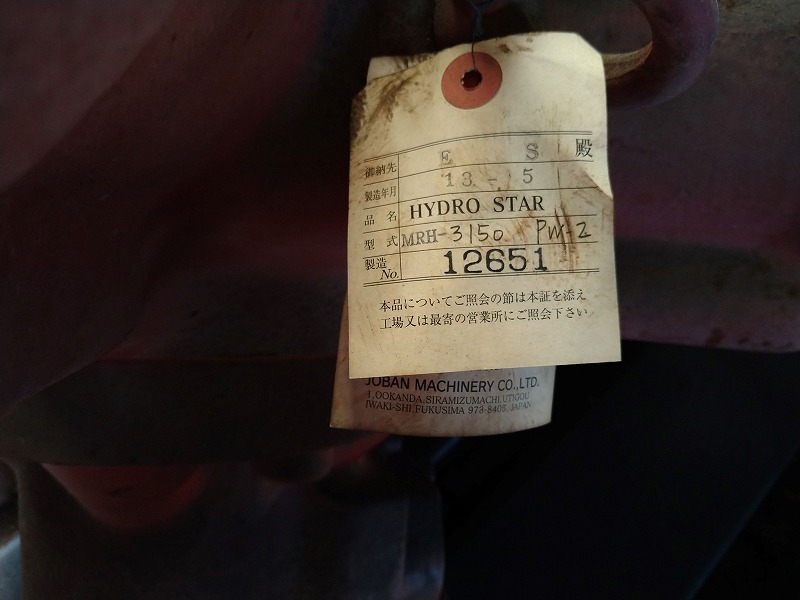 御納先 E S 殿
製造年月 13-5
品名 HYDRO STAR
型式 MRH-3150 PW-2
製造No. 12651
本品についてご照会の節は本証を添え
工場又は最寄の営業所にご照会下さい
JOBAN MACHINERY CO.,LTD.
1,OOKANDA,SIRAMIZUMACHI,UTIGOU
IWAKI-SHI,FUKUSIMA 973-8405, JAPAN